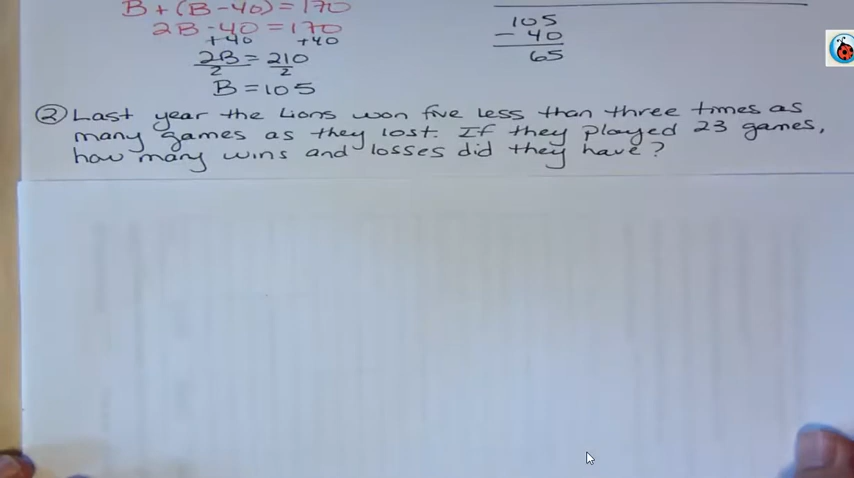 B + (B - 40) = 170
2B - 40 = 170
+40 +40
2B = 210
2 2
B = 105
105
- 40
65
② Last year the Lions won five less than three times as
many games as they lost. If they played 23 games,
how many wins and losses did they have?